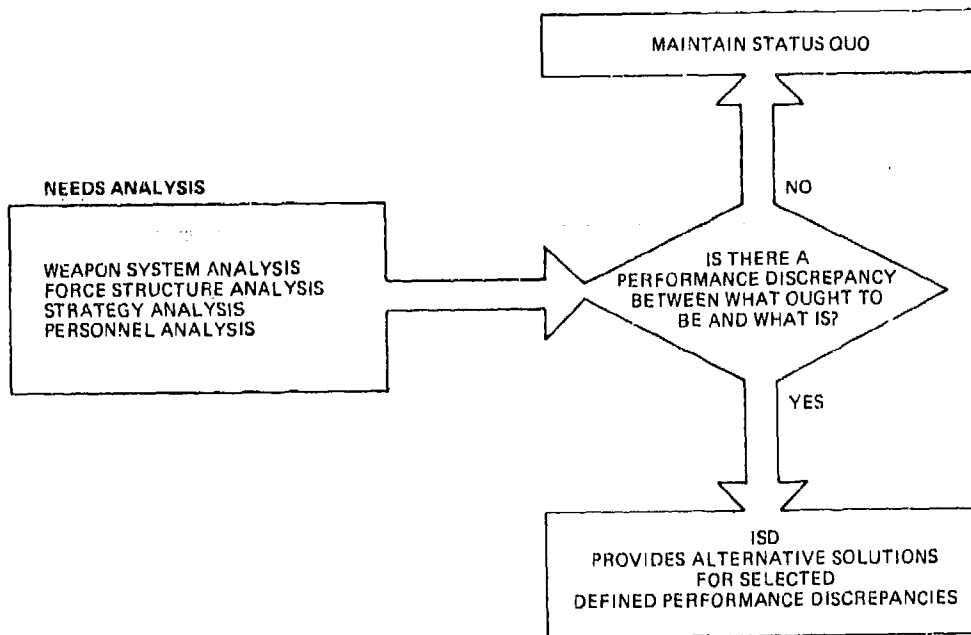 MAINTAIN STATUS QUO
NO
NEEDS ANALYSIS
WEAPON SYSTEM ANALYSIS
FORCE STRUCTURE ANALYSIS
STRATEGY ANALYSIS
PERSONNEL ANALYSIS
IS THERE A
PERFORMANCE DISCREPANCY
BETWEEN WHAT OUGHT TO
BE AND WHAT IS?
YES
ISD
PROVIDES ALTERNATIVE SOLUTIONS
FOR SELECTED
DEFINED PERFORMANCE DISCREPANCIES